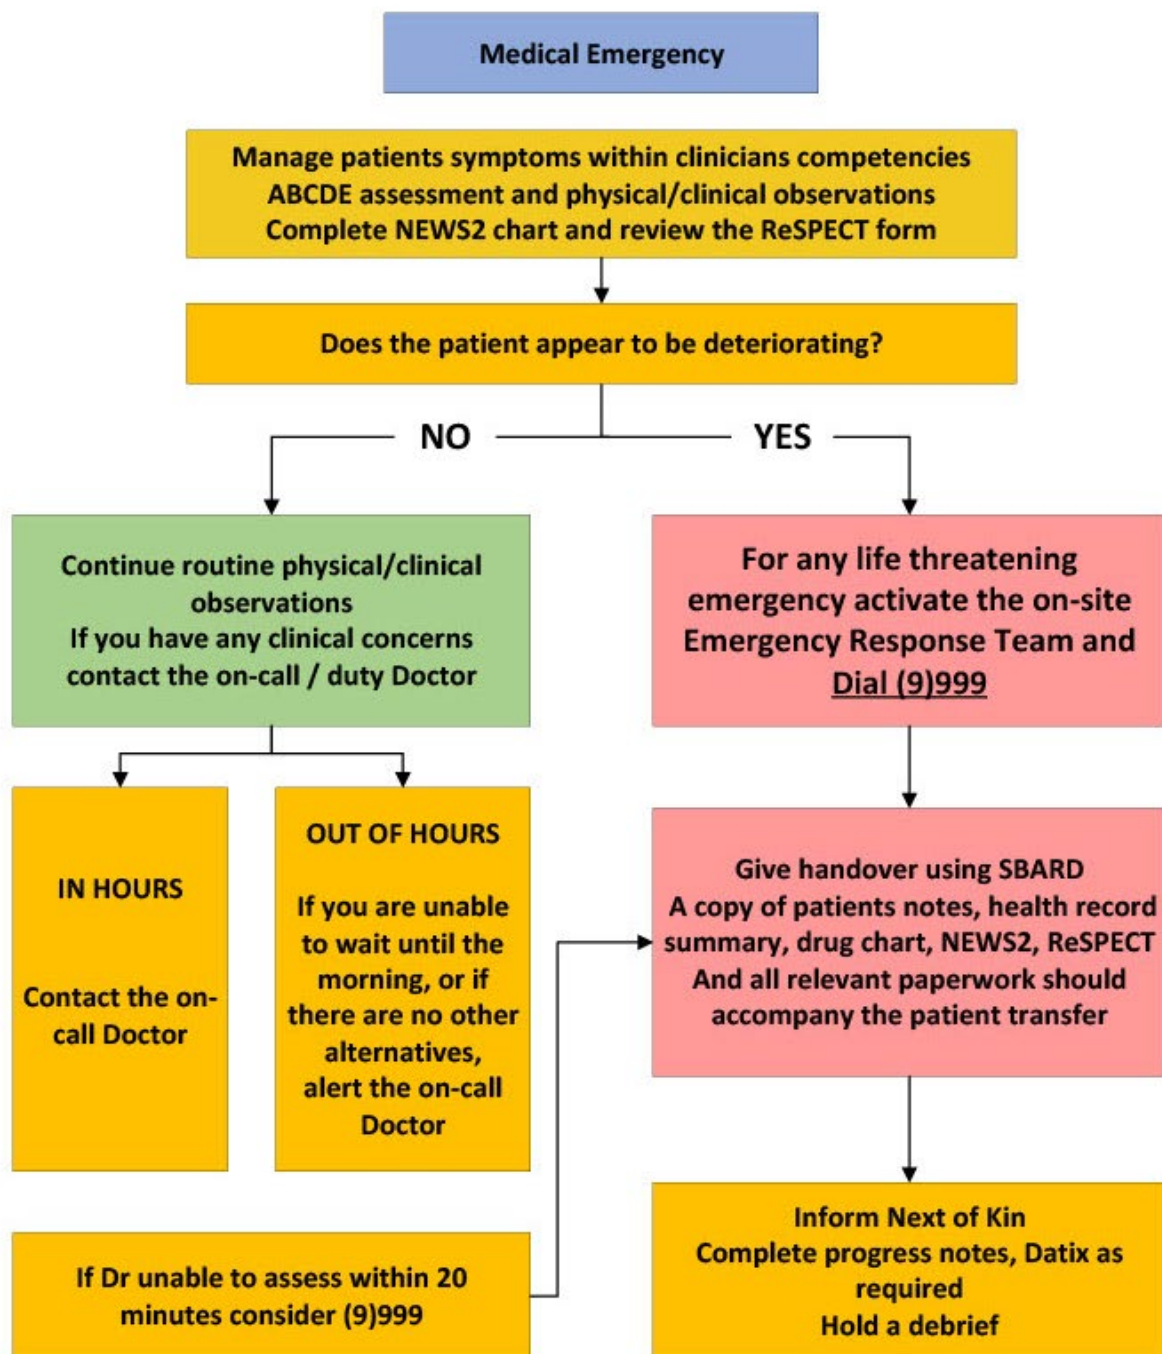 Medical Emergency
Manage patients symptoms within clinicians competencies
ABCDE assessment and physical/clinical observations
Complete NEWS2 chart and review the ReSPECT form
Does the patient appear to be deteriorating?
NO
YES
Continue routine physical/clinical
observations
If you have any clinical concerns
contact the on-call / duty Doctor
For any life threatening
emergency activate the on-site
Emergency Response Team and
Dial (9)999
IN HOURS
Contact the on-
call Doctor
OUT OF HOURS
If you are unable
to wait until the
morning, or if
there are no other
alternatives,
alert the on-call
Doctor
Give handover using SBARD
A copy of patients notes, health record
summary, drug chart, NEWS2, ReSPECT
And all relevant paperwork should
accompany the patient transfer
If Dr unable to assess within 20
minutes consider (9)999
Inform Next of Kin
Complete progress notes, Datix as
required
Hold a debrief